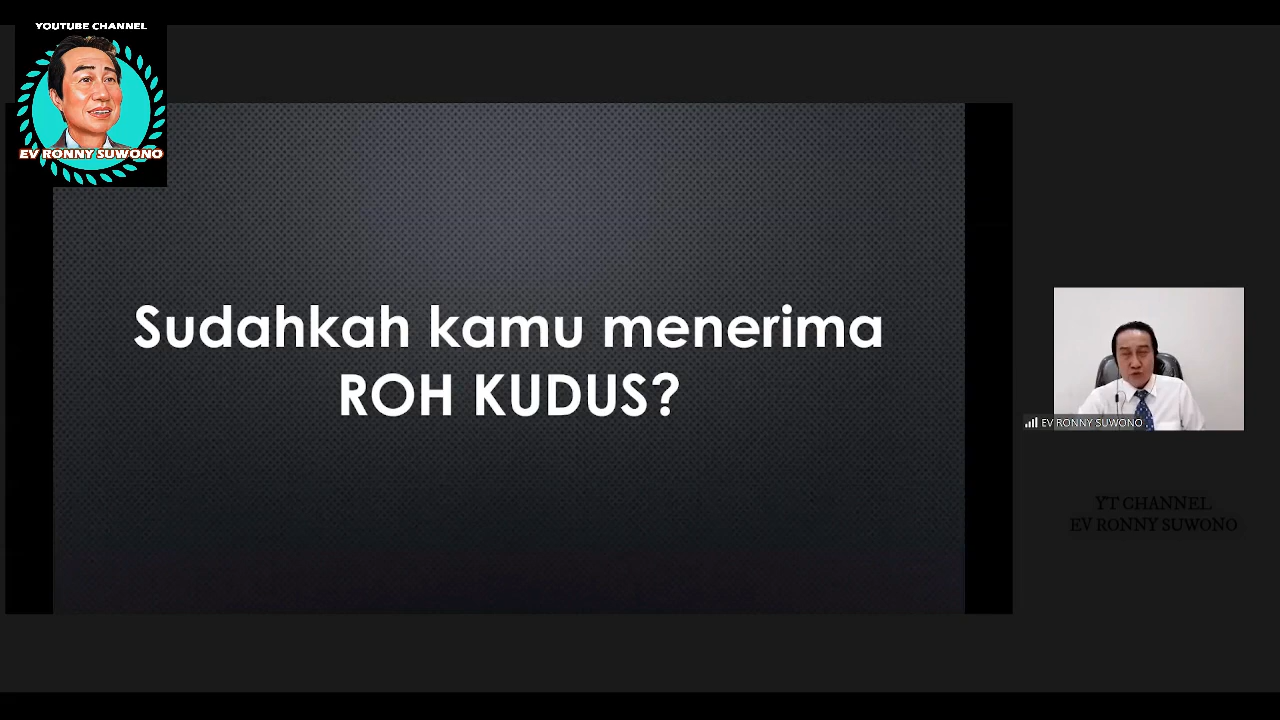 YOUTUBE CHANNEL
EV RONNY SUWONO
Sudahkah kamu menerima
ROH KUDUS?
EV RONNY SUWONO
YT CHANNEL
EV RONNY SUWONO